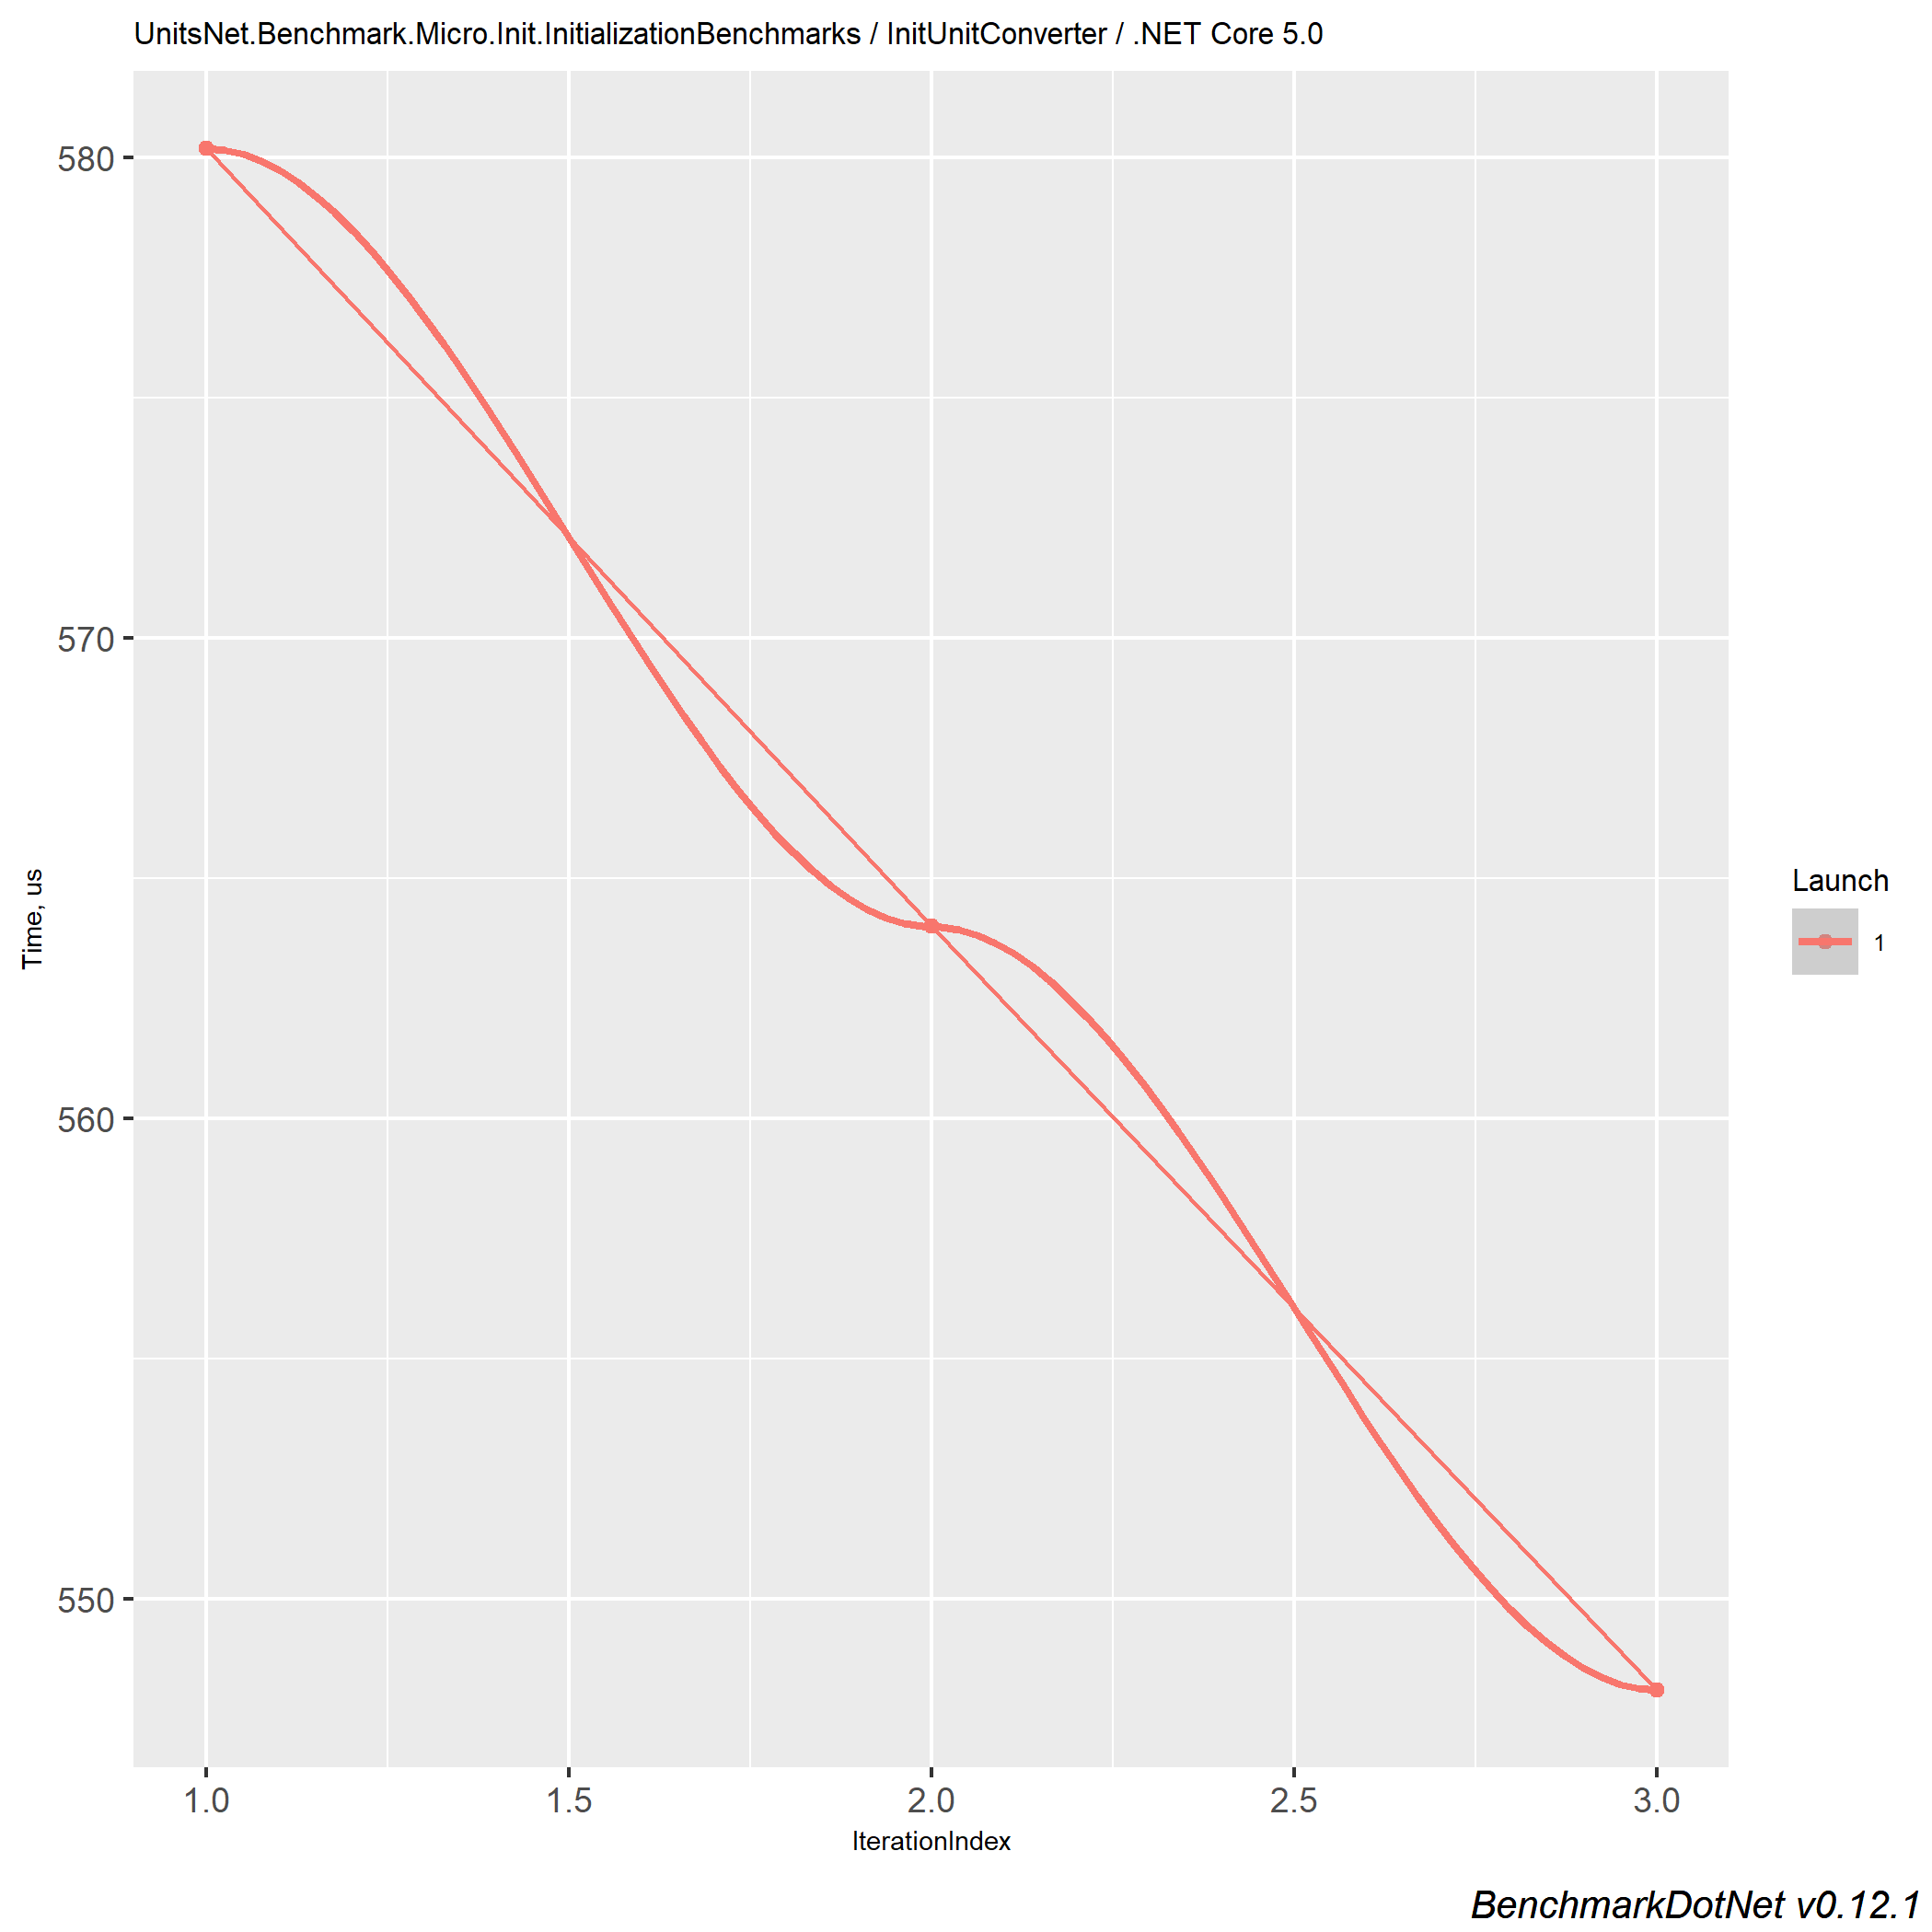 UnitsNet.Benchmark.Micro.Init.InitializationBenchmarks / InitUnitConverter / .NET Core 5.0
580
570
560
550
Time, us
1.0 1.5 2.0 2.5 3.0
IterationIndex
Launch
1
BenchmarkDotNet v0.12.1